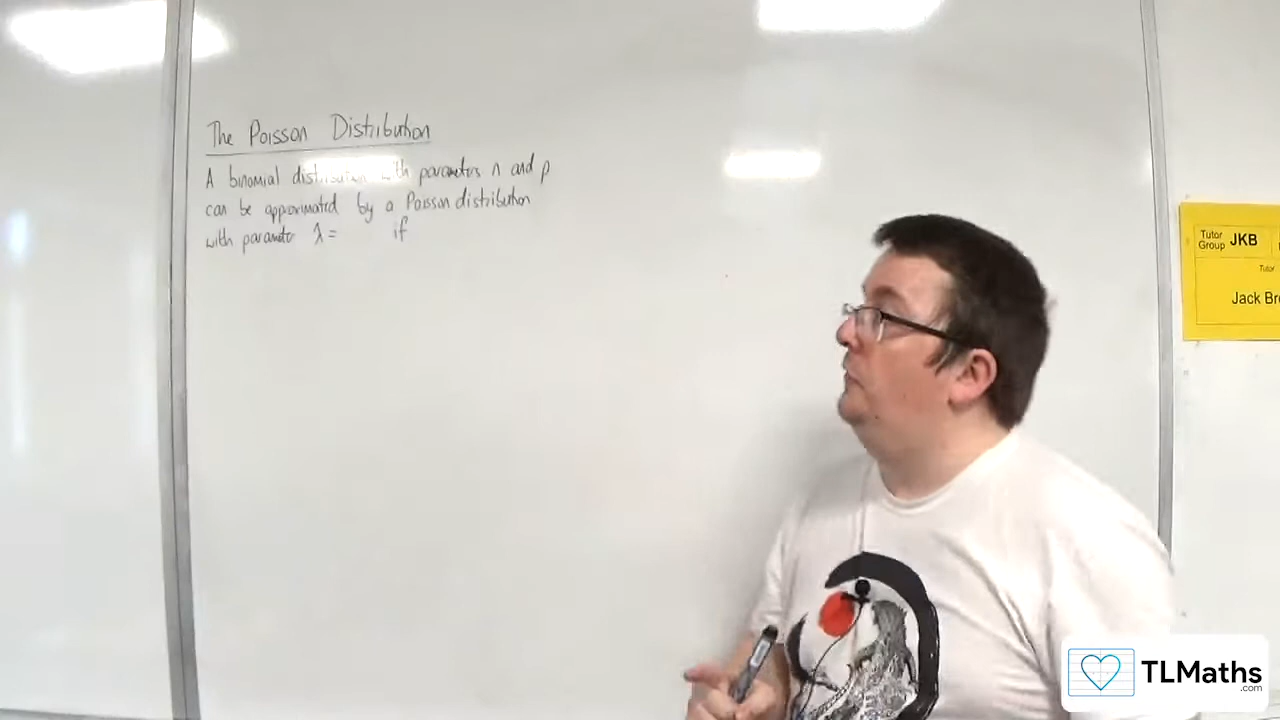 The Poisson Distribution
A binomial distribution with parameters n and p
can be approximated by a Poisson distribution
with parameter λ = if
Tutor
Group JKB
Tutor
Jack
TLMaths
.com